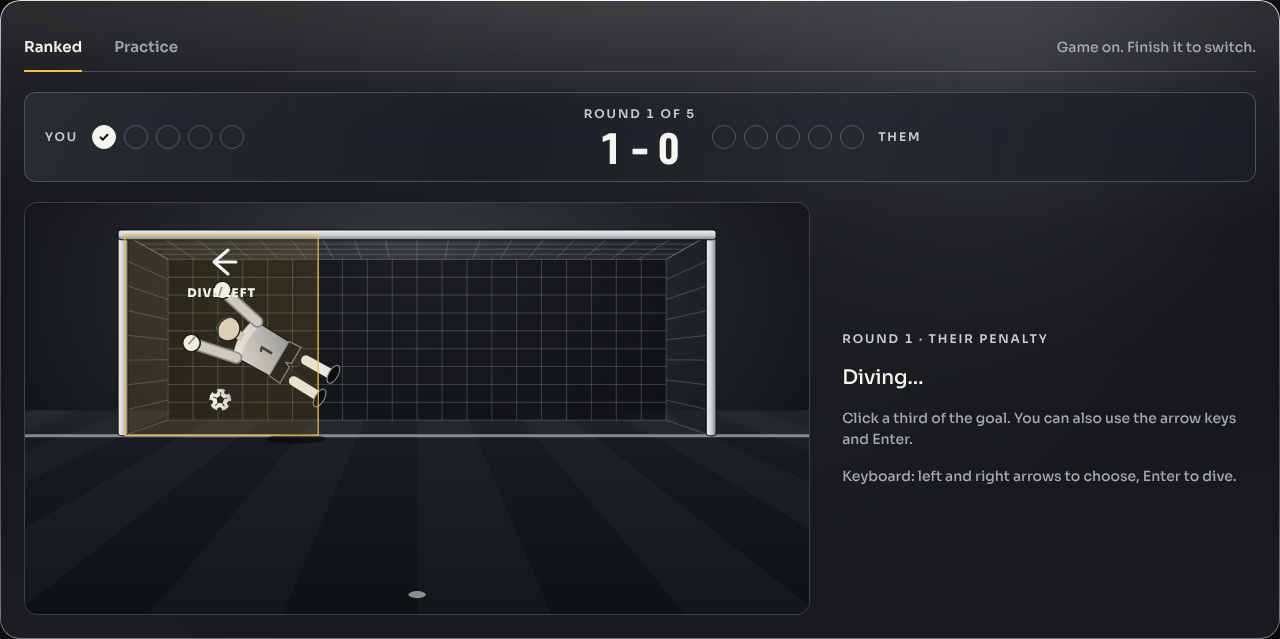 Ranked
Practice
Game on. Finish it to switch.
YOU
ROUND 1 OF 5
1 - 0
THEM
DIVE LEFT
1
ROUND 1 · THEIR PENALTY
Diving...
Click a third of the goal. You can also use the arrow keys
and Enter.
Keyboard: left and right arrows to choose, Enter to dive.